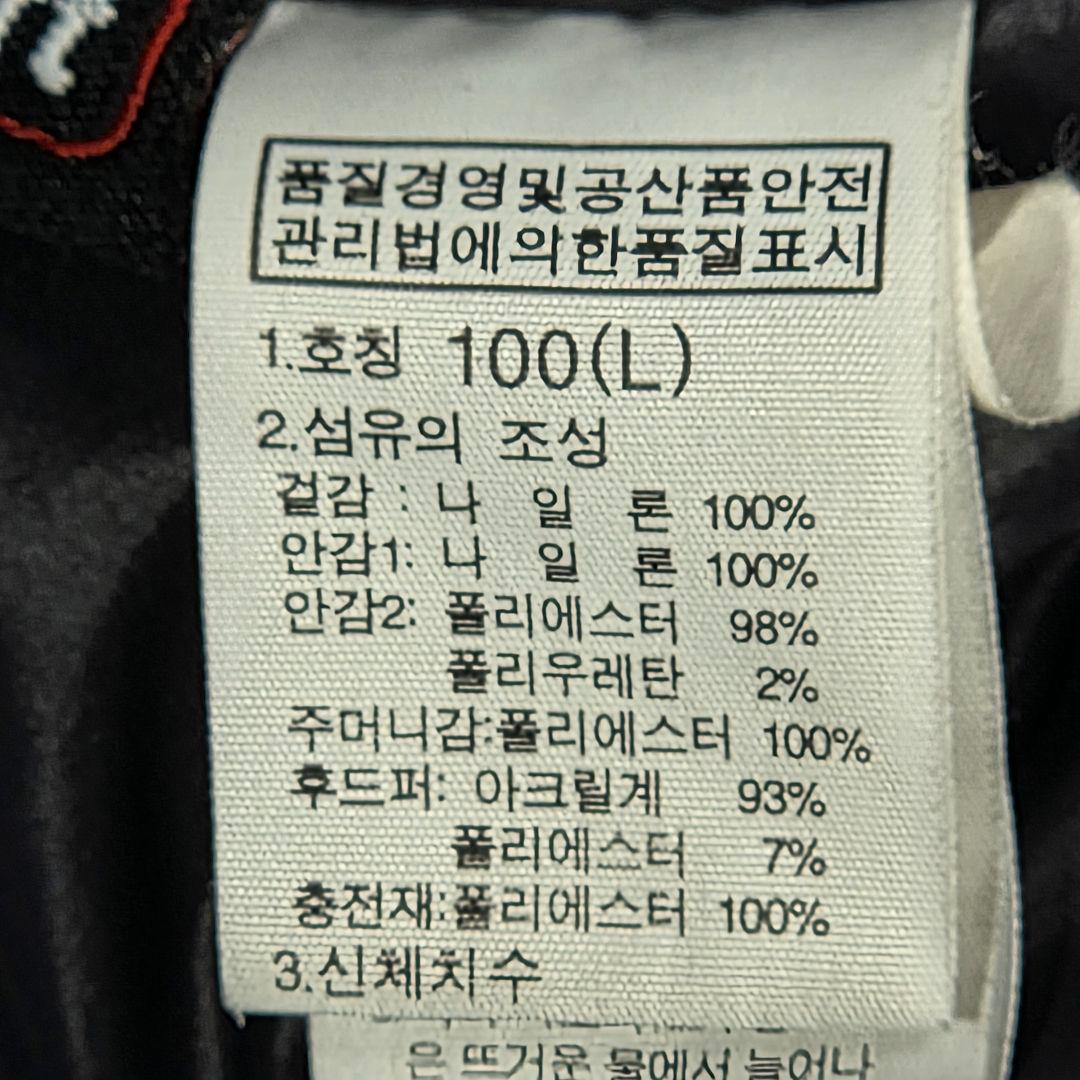 품질경영및공산품안전
관리법에의한품질표시
1.호칭 100(L)
2.섬유의 조성
겉감 : 나 일 론 100%
안감1: 나 일 론 100%
안감2: 폴리에스터 98%
폴리우레탄 2%
주머니감:폴리에스터 100%
후드퍼: 아크릴계 93%
폴리에스터 7%
충전재:폴리에스터 100%
3.신체치수
은 뜨거운 물에서 늘어나